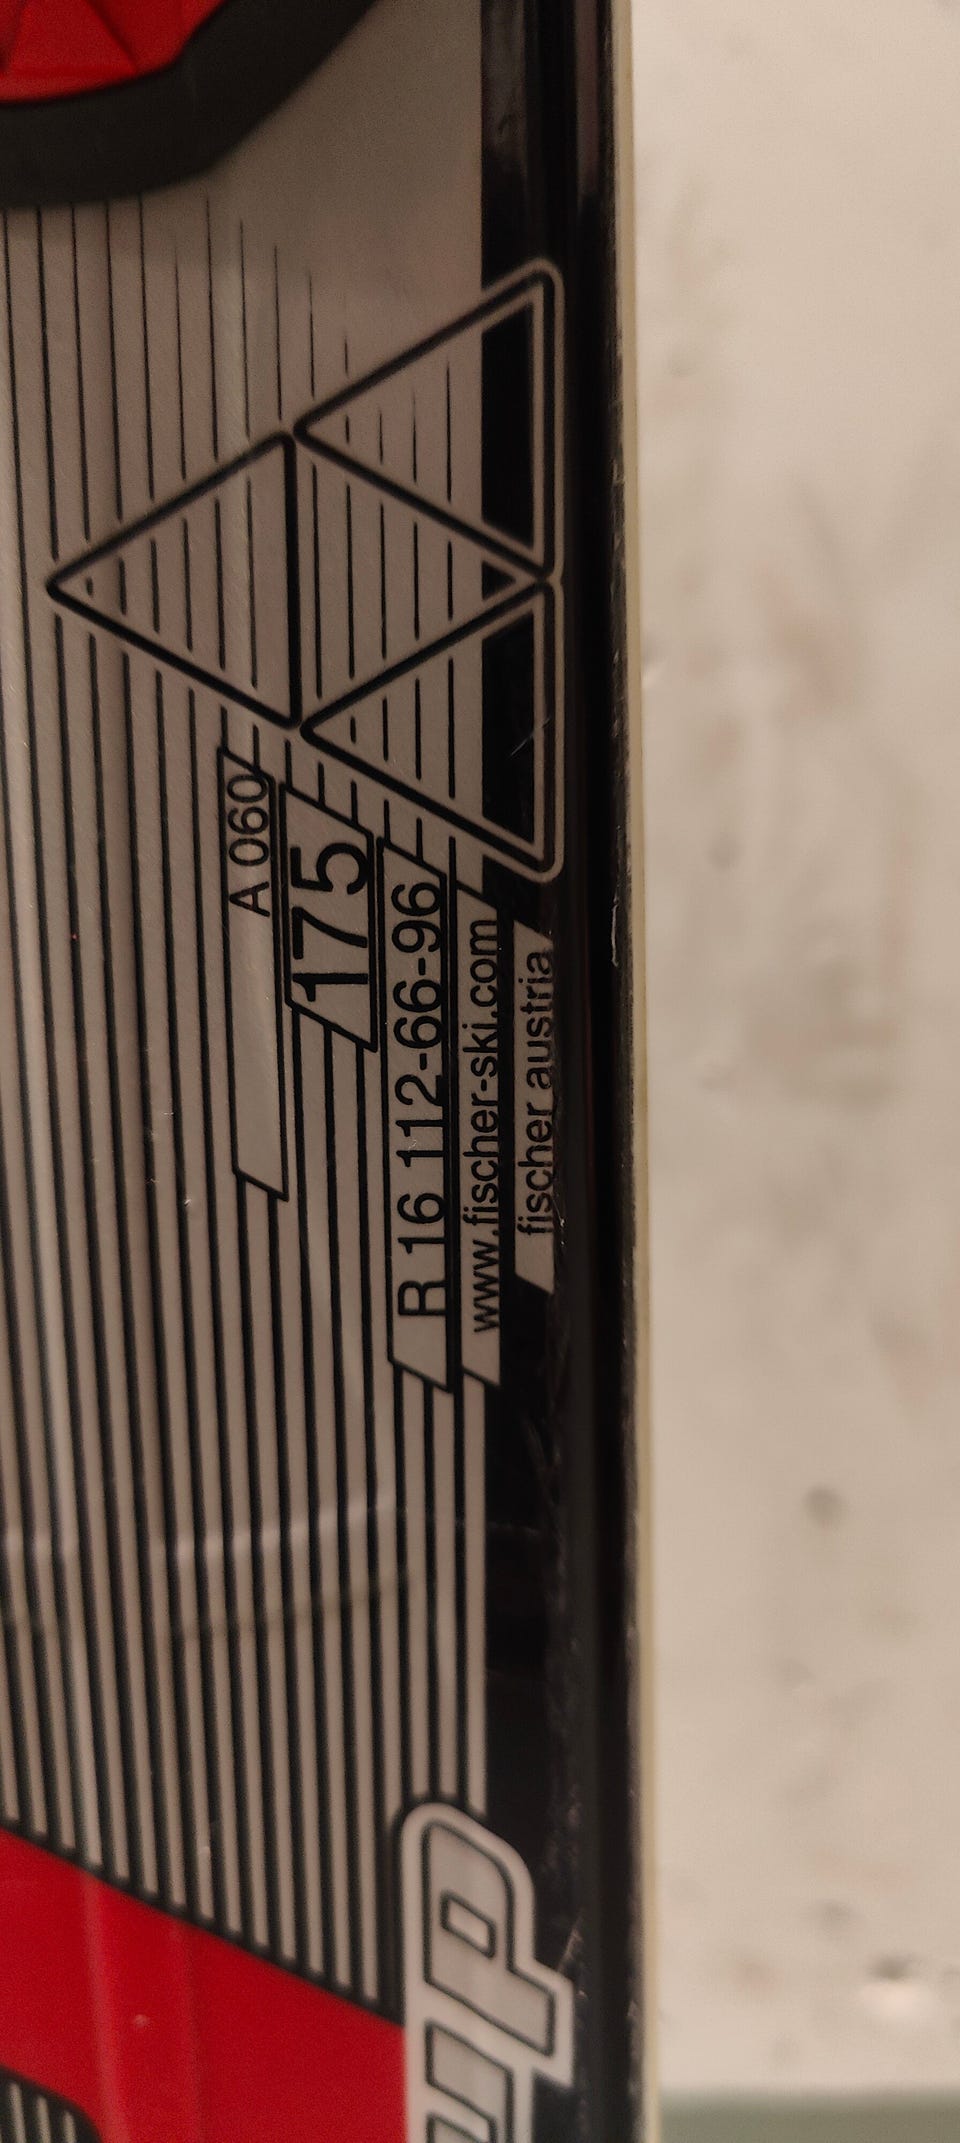 A 060
175
R 16 112-66-96
www.fischer-ski.com
fischer austria